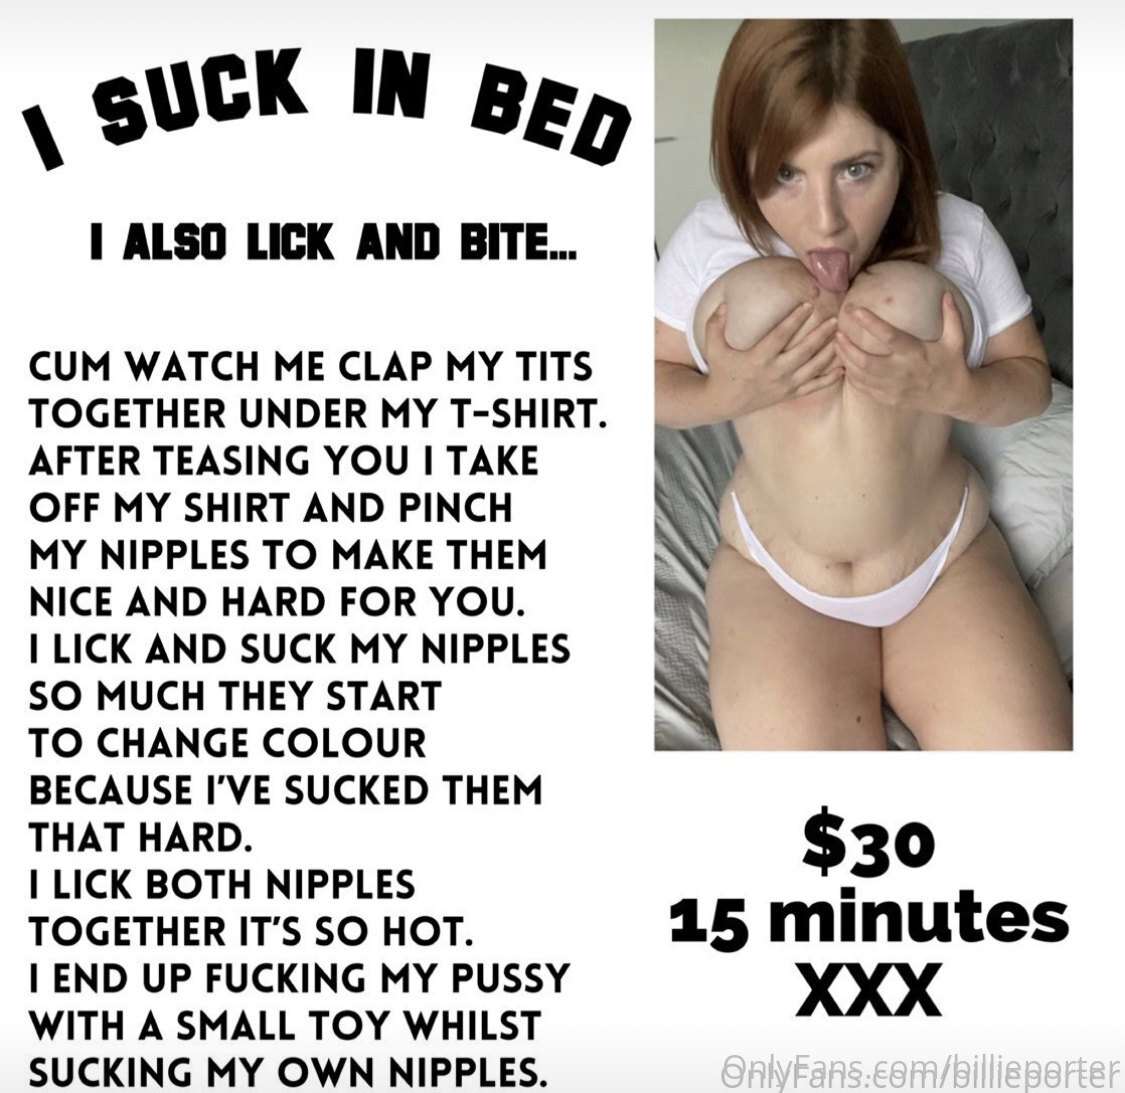 I SUCK IN BED
I ALSO LICK AND BITE...
CUM WATCH ME CLAP MY TITS
TOGETHER UNDER MY T-SHIRT.
AFTER TEASING YOU I TAKE
OFF MY SHIRT AND PINCH
MY NIPPLES TO MAKE THEM
NICE AND HARD FOR YOU.
I LICK AND SUCK MY NIPPLES
SO MUCH THEY START
TO CHANGE COLOUR
BECAUSE I'VE SUCKED THEM
THAT HARD.
I LICK BOTH NIPPLES
TOGETHER IT'S SO HOT.
I END UP FUCKING MY PUSSY
WITH A SMALL TOY WHILST
SUCKING MY OWN NIPPLES.
$30
15 minutes
XXX
OnlyFans.com/billieporter